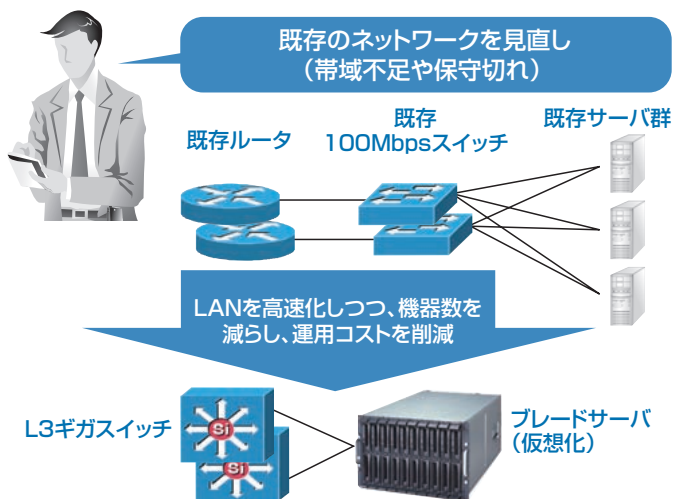 既存のネットワークを見直し
（帯域不足や保守切れ）
既存ルータ
既存
100Mbpsスイッチ
既存サーバ群
LANを高速化しつつ、機器数を
減らし、運用コストを削減
L3ギガスイッチ
Si
Si
ブレードサーバ
（仮想化）